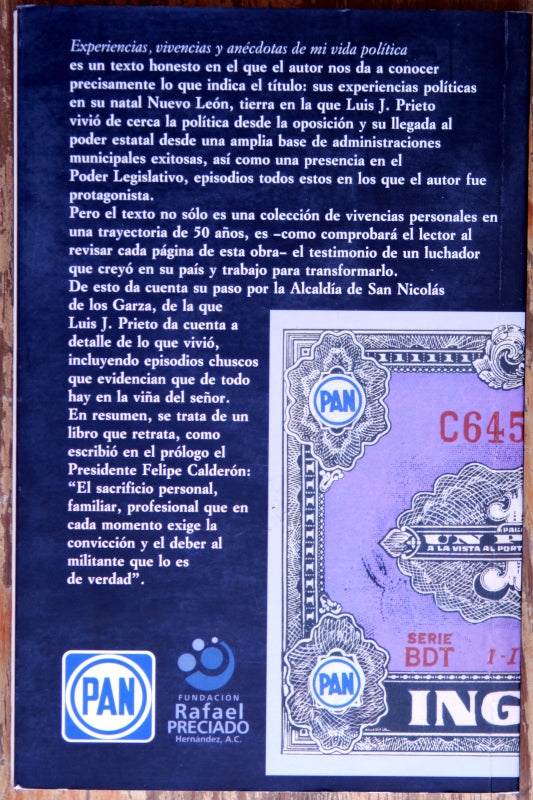 Experiencias, vivencias y anécdotas de mi vida política
es un texto honesto en el que el autor nos da a conocer
precisamente lo que indica el título: sus experiencias políticas
en su natal Nuevo León, tierra en la que Luis J. Prieto
vivió de cerca la política desde la oposición y su llegada al
poder estatal desde una amplia base de administraciones
municipales exitosas, así como una presencia en el
Poder Legislativo, episodios todos estos en los que el autor fue
protagonista.
Pero el texto no sólo es una colección de vivencias personales en
una trayectoria de 50 años, es –como comprobará el lector al
revisar cada página de esta obra– el testimonio de un luchador
que creyó en su país y trabajo para transformarlo.
De esto da cuenta su paso por la Alcaldía de San Nicolás
de los Garza, de la que
Luis J. Prieto da cuenta a
detalle de lo que vivió,
incluyendo episodios chuscos
que evidencian que de todo
hay en la viña del señor.
En resumen, se trata de un
libro que retrata, como
escribió en el prólogo el
Presidente Felipe Calderón:
“El sacrificio personal,
familiar, profesional que en
cada momento exige la
convicción y el deber al
militante que lo es
de verdad”.
PAN
FUNDACIÓN
Rafael
PRECIADO
Hernández, A.C.
PAN
C645
PAG
UN P
A LA VISTA AL PORT
SERIE
BDT 1-I
PAN
ING